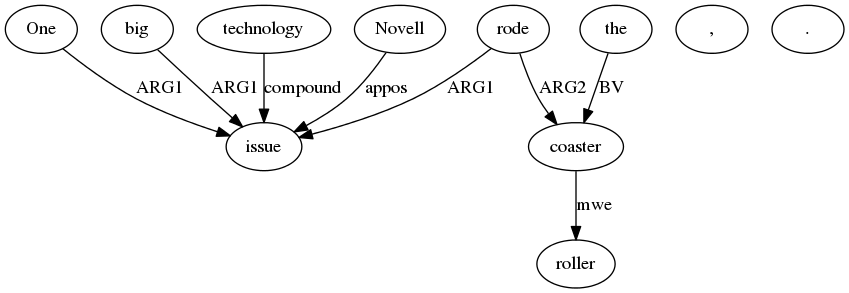 One big technology Novell rode the , .
ARG1 ARG1 compound appos ARG1 ARG2 BV
issue coaster
mwe
roller